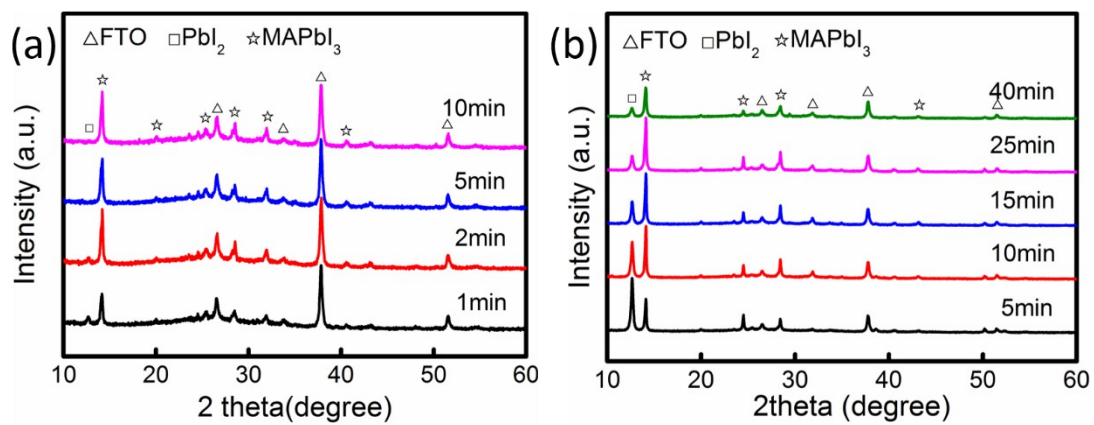 (a)
△FTO □PbI₂ ☆MAPbI₃
10min
5min
2min
1min
Intensity (a.u.)
10 20 30 40 50 60
2 theta(degree)
(b)
△FTO □PbI₂ ☆MAPbI₃
40min
25min
15min
10min
5min
Intensity (a.u.)
10 20 30 40 50 60
2theta (degree)